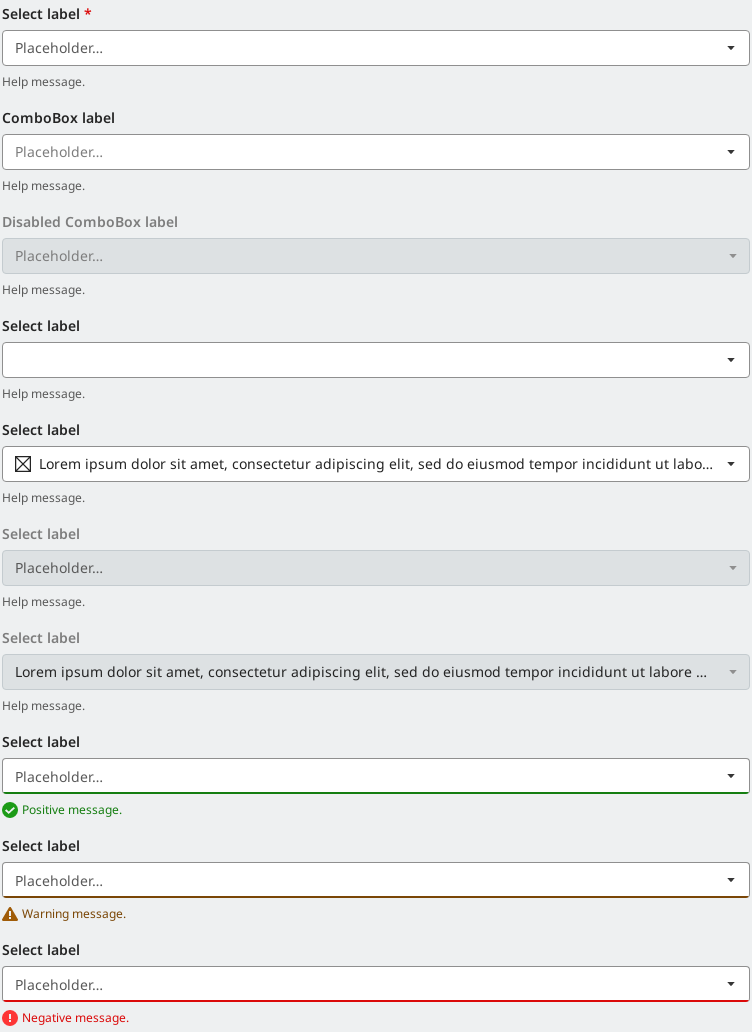 Select label *
Placeholder...
Help message.
ComboBox label
Placeholder...
Help message.
Disabled ComboBox label
Placeholder...
Help message.
Select label
Help message.
Select label
Lorem ipsum dolor sit amet, consectetur adipiscing elit, sed do eiusmod tempor incididunt ut labo...
Help message.
Select label
Placeholder...
Help message.
Select label
Lorem ipsum dolor sit amet, consectetur adipiscing elit, sed do eiusmod tempor incididunt ut labore ...
Help message.
Select label
Placeholder...
Positive message.
Select label
Placeholder...
Warning message.
Select label
Placeholder...
Negative message.